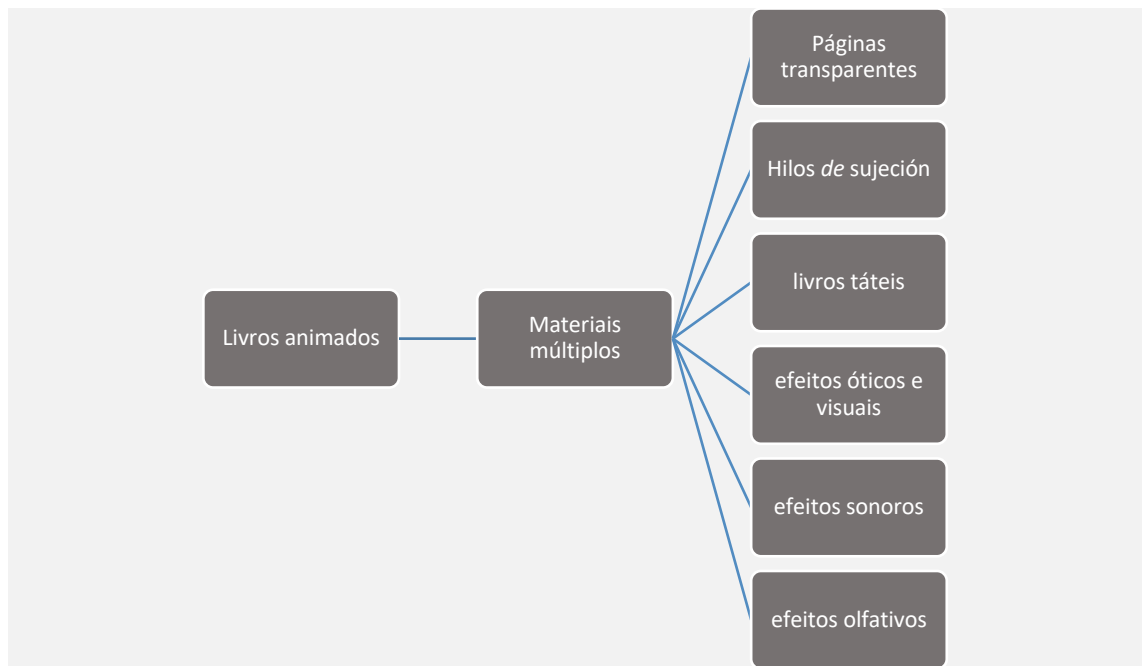 Livros animados
Materiais
múltiplos
Páginas
transparentes
Hilos de sujeción
livros táteis
efeitos óticos e
visuais
efeitos sonoros
efeitos olfativos